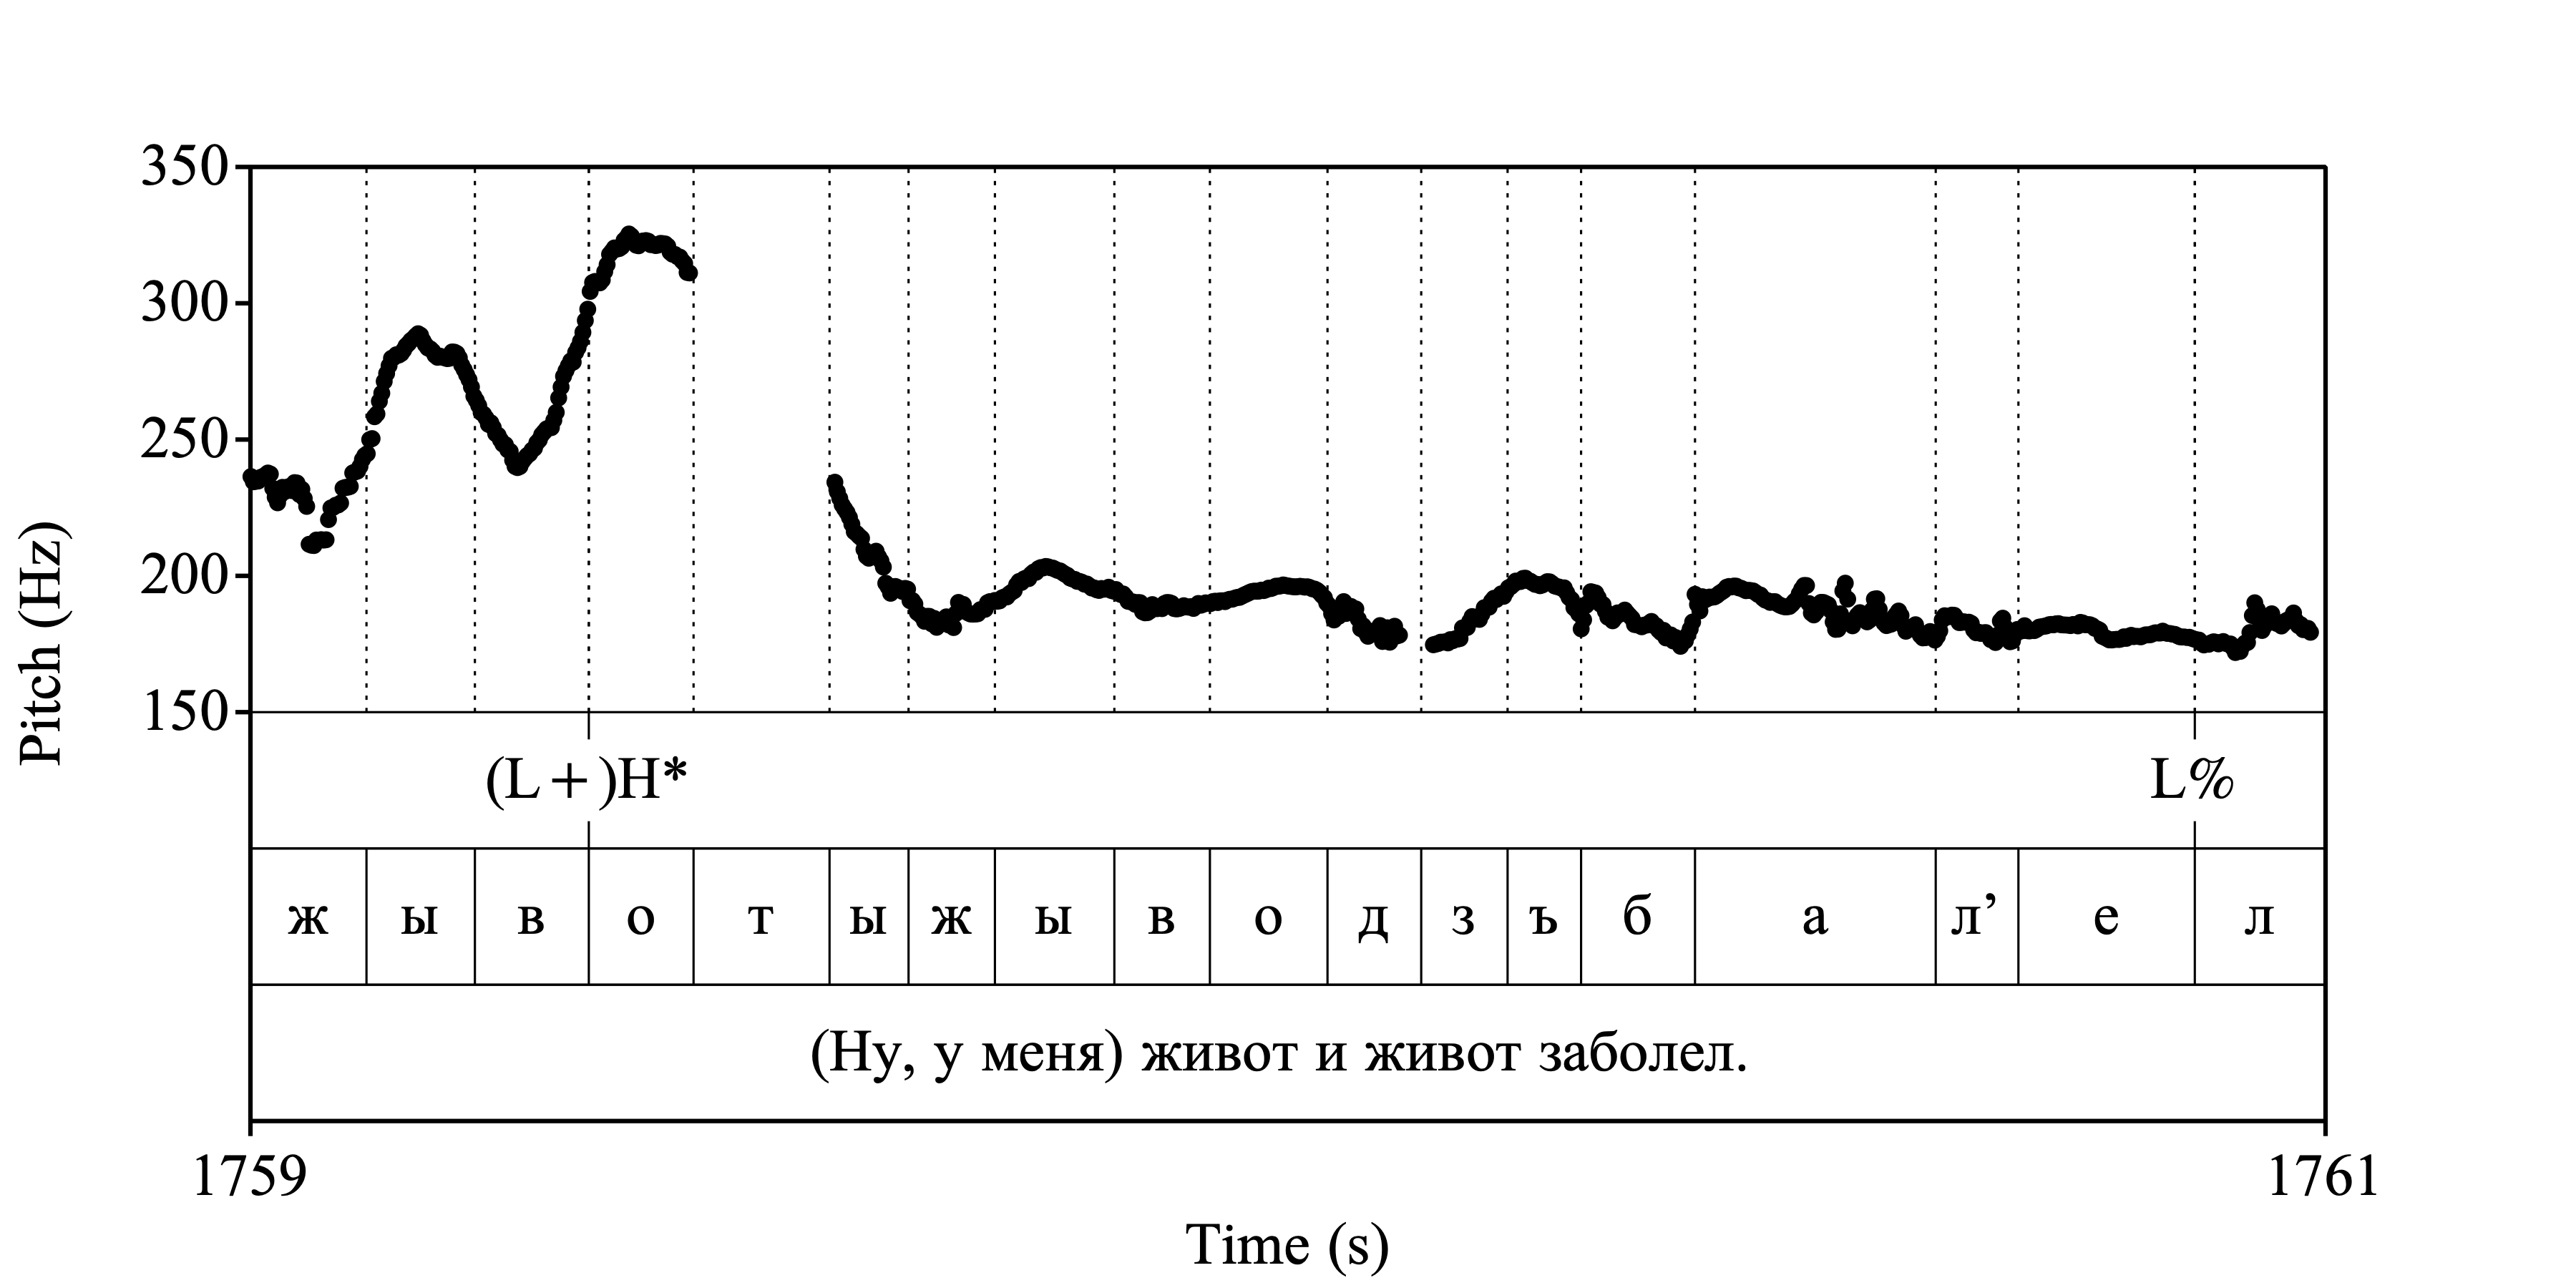 350
300
250
200
150
Pitch (Hz)
(L+)H* L%
ж ы в о т ы ж ы в о д з ъ б а л’ е л
(Ну, у меня) живот и живот заболел.
1759 1761
Time (s)